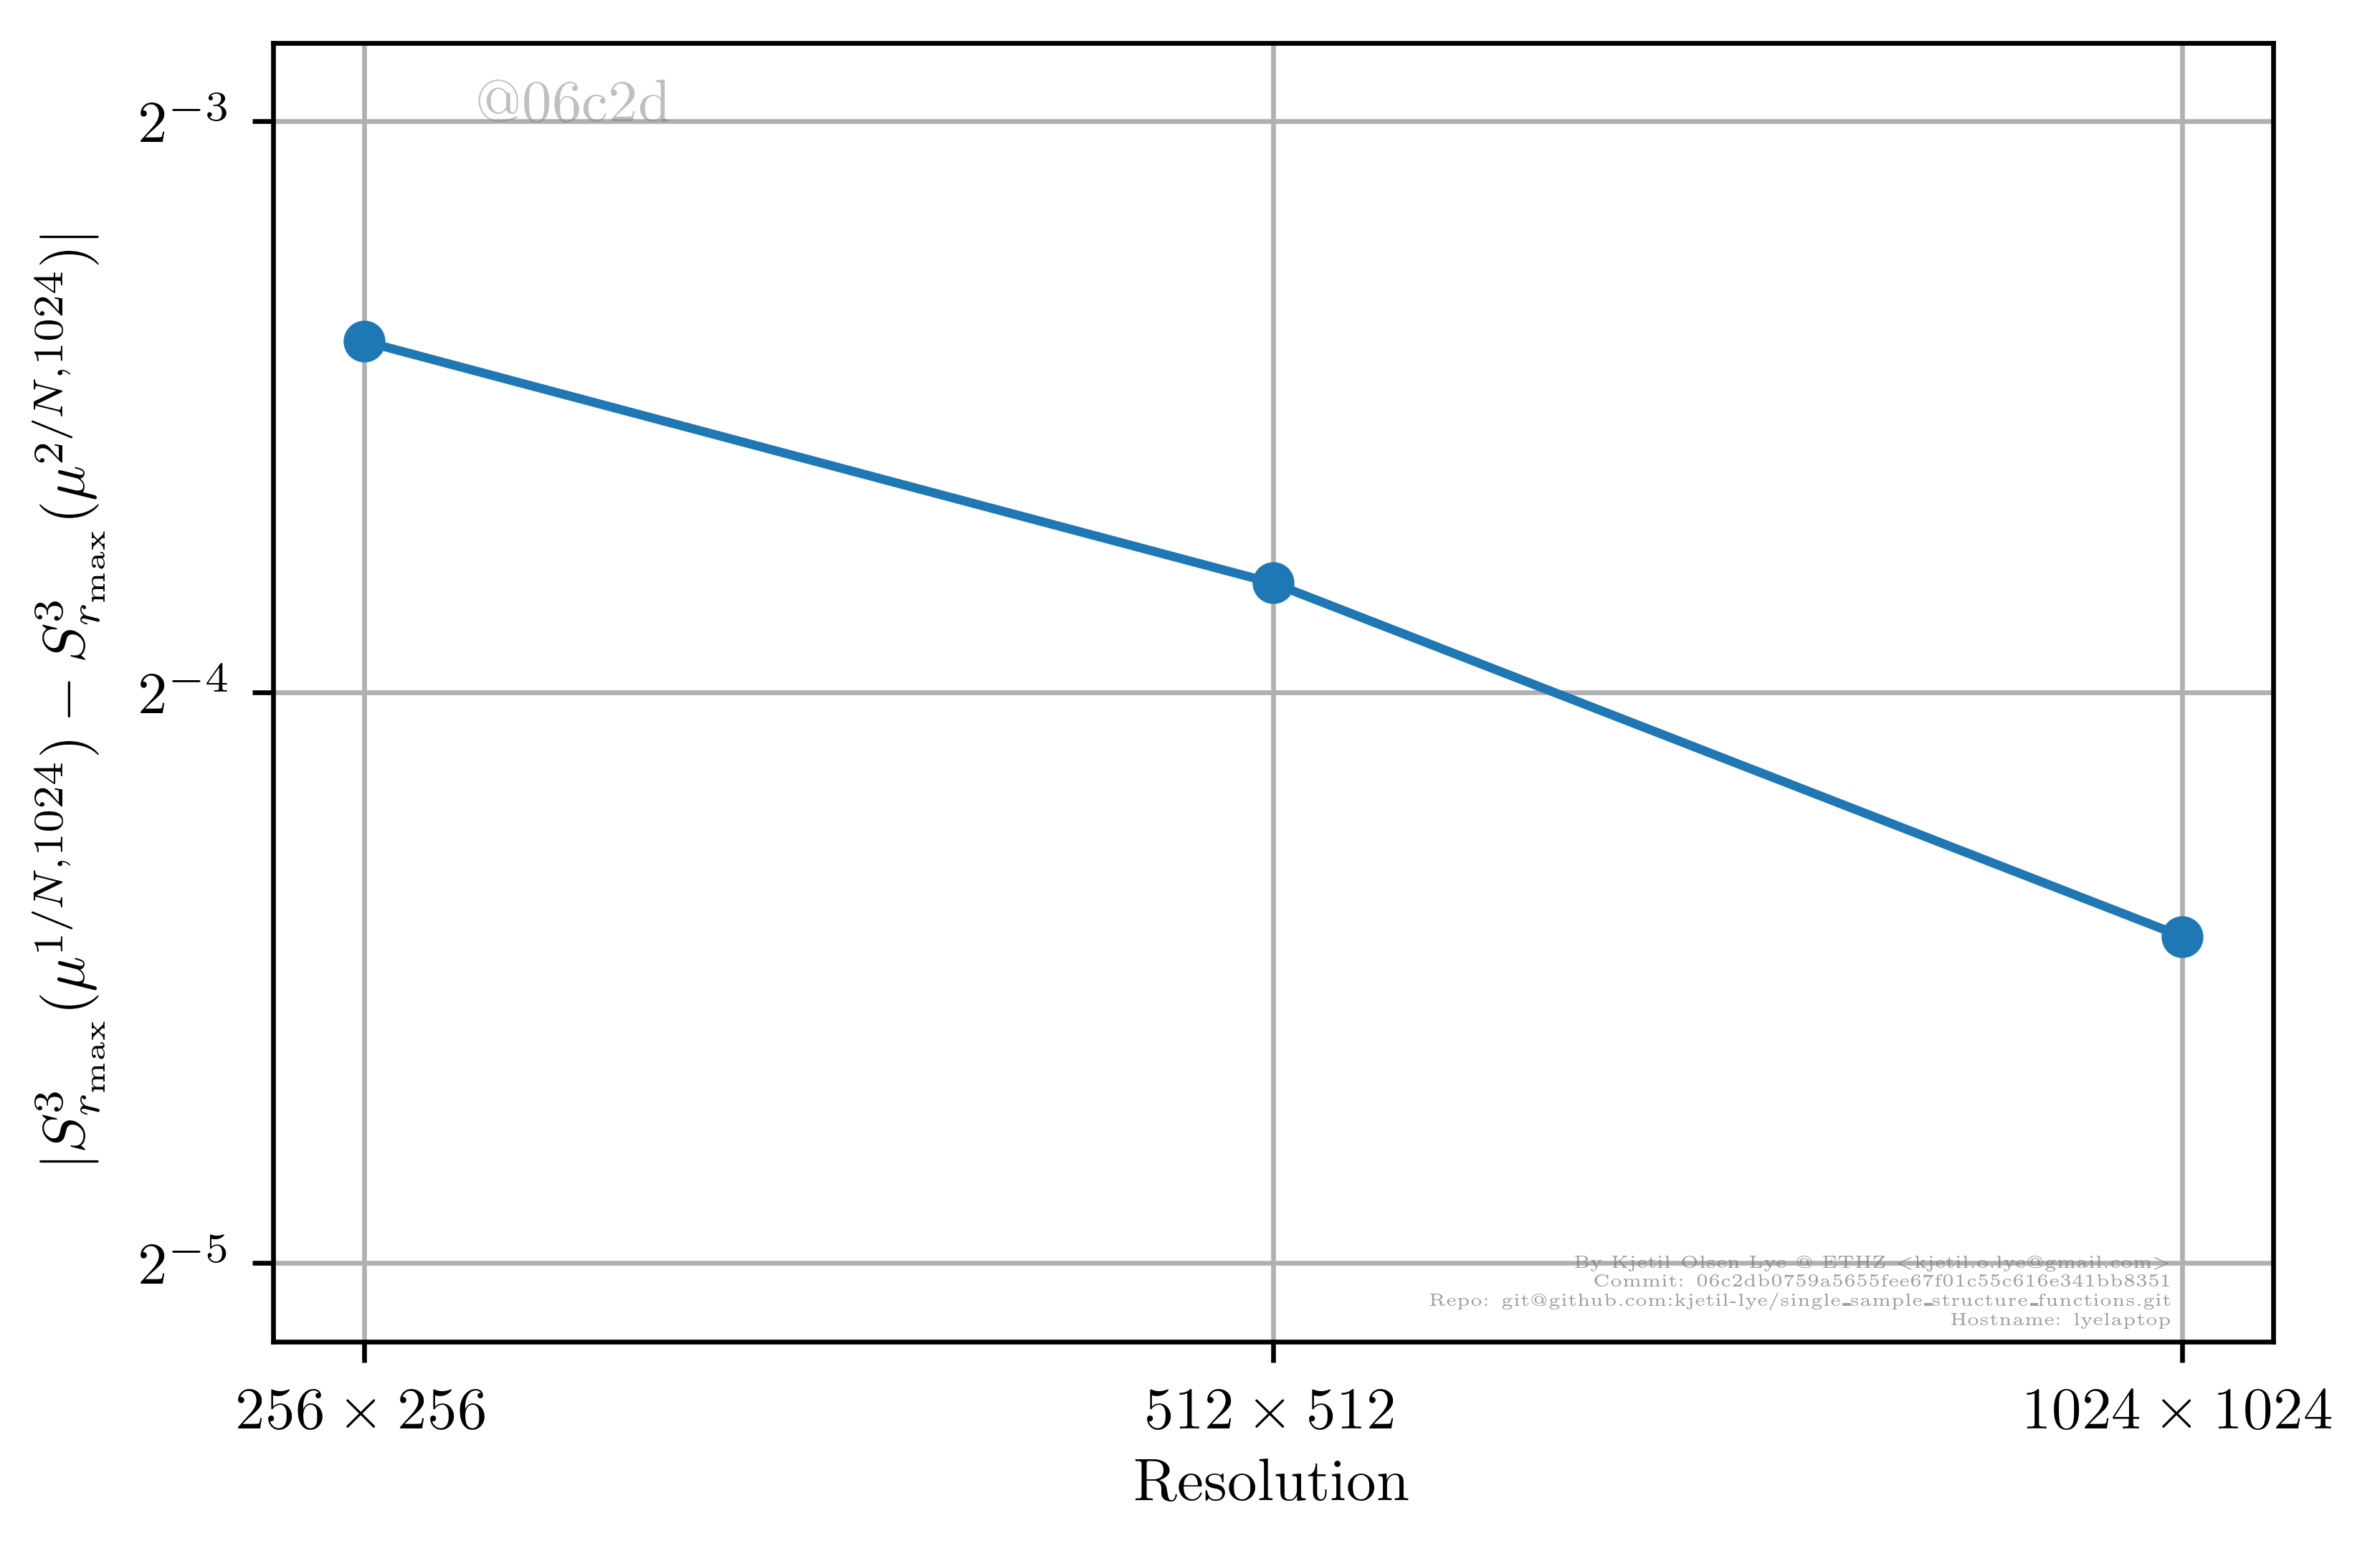 @06c2d
2⁻³
2⁻⁴
2⁻⁵
|S³_{r_max}(μ^{1/N,1024}) − S³_{r_max}(μ^{2/N,1024})|
By Kjetil Olsen Lye @ ETHZ <kjetil.o.lye@gmail.com>
Commit: 06c2db0759a5655fee67f01c55c616e341bb8351
Repo: git@github.com:kjetil-lye/single_sample_structure_functions.git
Hostname: lyelaptop
256 × 256 512 × 512 1024 × 1024
Resolution